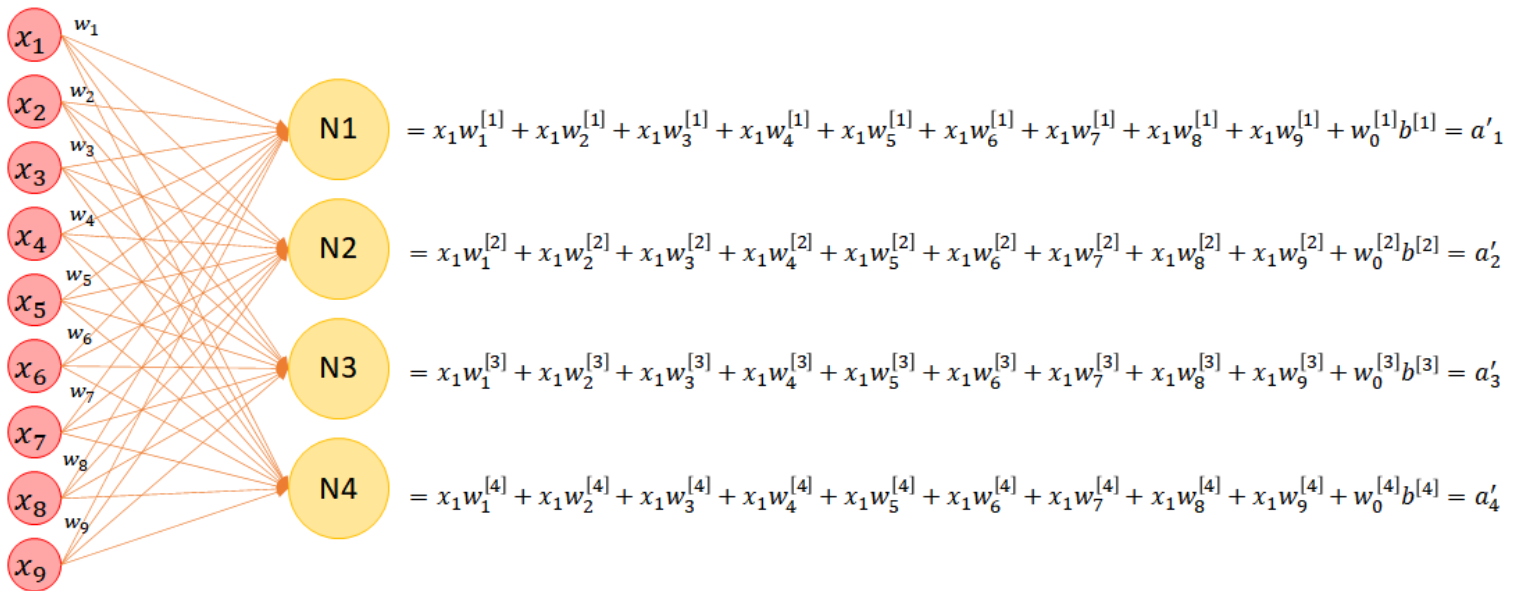 x₁ w₁
x₂ w₂
x₃ w₃
x₄ w₄
x₅ w₅
x₆ w₆
x₇ w₇
x₈ w₈
x₉ w₉
N1 = x₁w₁^[1] + x₁w₂^[1] + x₁w₃^[1] + x₁w₄^[1] + x₁w₅^[1] + x₁w₆^[1] + x₁w₇^[1] + x₁w₈^[1] + x₁w₉^[1] + w₀^[1]b^[1] = a′₁
N2 = x₁w₁^[2] + x₁w₂^[2] + x₁w₃^[2] + x₁w₄^[2] + x₁w₅^[2] + x₁w₆^[2] + x₁w₇^[2] + x₁w₈^[2] + x₁w₉^[2] + w₀^[2]b^[2] = a′₂
N3 = x₁w₁^[3] + x₁w₂^[3] + x₁w₃^[3] + x₁w₄^[3] + x₁w₅^[3] + x₁w₆^[3] + x₁w₇^[3] + x₁w₈^[3] + x₁w₉^[3] + w₀^[3]b^[3] = a′₃
N4 = x₁w₁^[4] + x₁w₂^[4] + x₁w₃^[4] + x₁w₄^[4] + x₁w₅^[4] + x₁w₆^[4] + x₁w₇^[4] + x₁w₈^[4] + x₁w₉^[4] + w₀^[4]b^[4] = a′₄